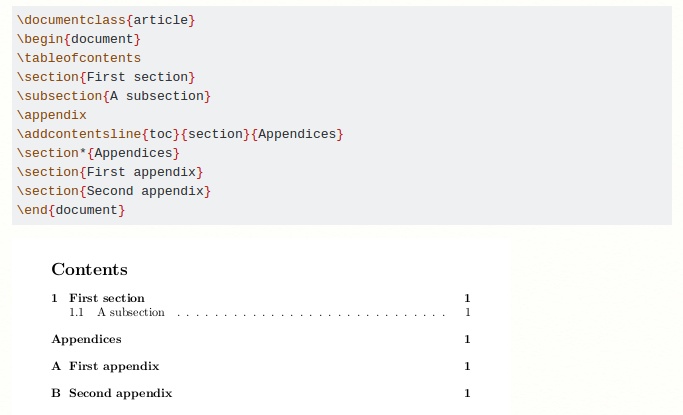 \documentclass{article}
\begin{document}
\tableofcontents
\section{First section}
\subsection{A subsection}
\appendix
\addcontentsline{toc}{section}{Appendices}
\section*{Appendices}
\section{First appendix}
\section{Second appendix}
\end{document}
Contents
1 First section 1
1.1 A subsection . . . . . . . . . . . . . . . . . . . . . . . . . . . . . 1
Appendices 1
A First appendix 1
B Second appendix 1